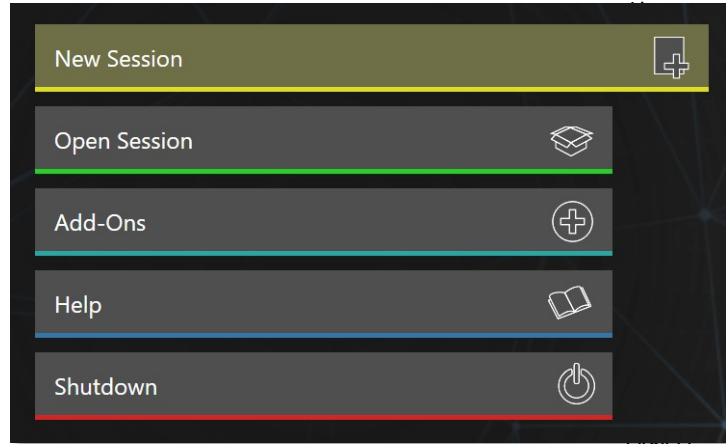 New Session
Open Session
Add-Ons
Help
Shutdown